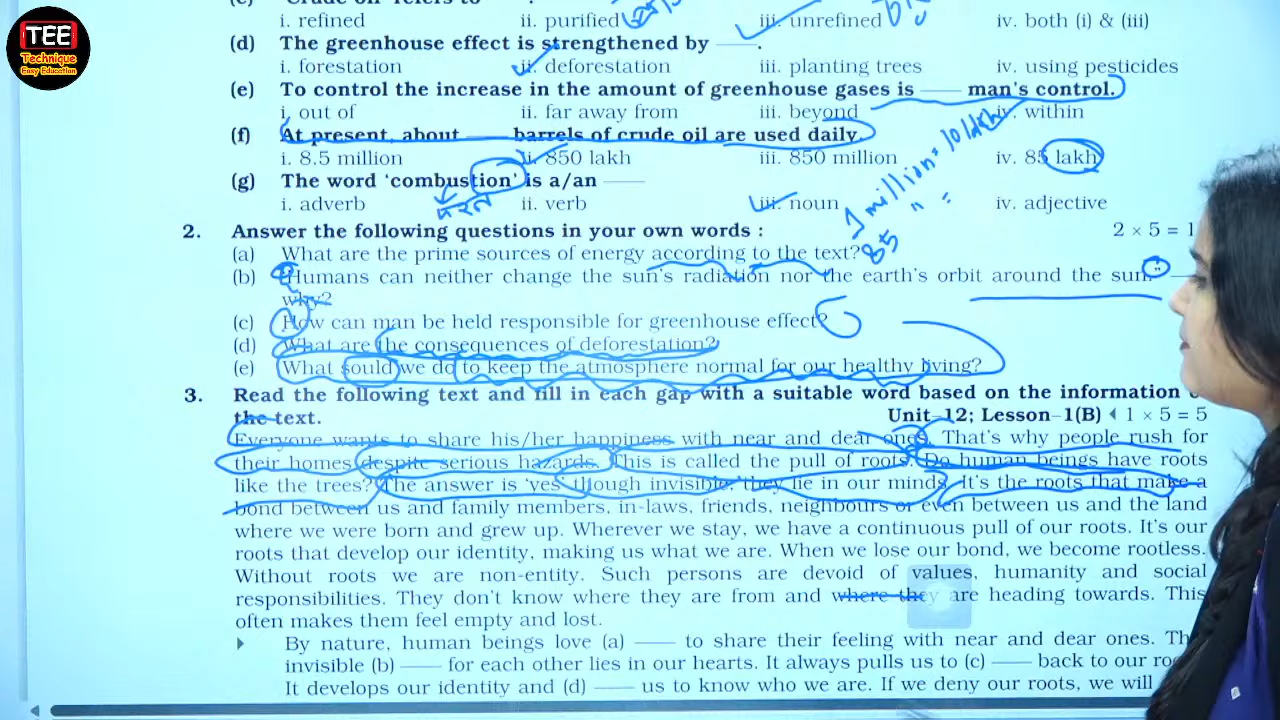 TEE
Technique
Easy Education
i. refined ii. purified iii. unrefined iv. both (i) & (iii)
(d) The greenhouse effect is strengthened by ___ .
i. forestation ii. deforestation iii. planting trees iv. using pesticides
(e) To control the increase in the amount of greenhouse gases is ___ man's control.
i. out of ii. far away from iii. beyond iv. within
(f) At present, about ___ barrels of crude oil are used daily.
i. 8.5 million ii. 850 lakh iii. 850 million iv. 85 lakh
(g) The word 'combustion' is a/an ___
i. adverb ii. verb iii. noun iv. adjective
1 million = 10 lakh
85 " =
2. Answer the following questions in your own words : 2 × 5 = 1
(a) What are the prime sources of energy according to the text?
(b) Humans can neither change the sun's radiation nor the earth's orbit around the sun.
why?
(c) How can man be held responsible for greenhouse effect?
(d) What are the consequences of deforestation?
(e) What sould we do to keep the atmosphere normal for our healthy living?
3. Read the following text and fill in each gap with a suitable word based on the information
the text. Unit–12; Lesson–1(B) 1 × 5 = 5
Everyone wants to share his/her happiness with near and dear ones. That's why people rush for
their homes despite serious hazards. This is called the pull of roots. Do human beings have roots
like the trees? The answer is 'yes' though invisible. 'they lie in our minds. It's the roots that make a
bond between us and family members, in-laws, friends, neighbours or even between us and the land
where we were born and grew up. Wherever we stay, we have a continuous pull of our roots. It's our
roots that develop our identity, making us what we are. When we lose our bond, we become rootless.
Without roots we are non-entity. Such persons are devoid of values, humanity and social
responsibilities. They don't know where they are from and where they are heading towards. This
often makes them feel empty and lost.
By nature, human beings love (a) ___ to share their feeling with near and dear ones. Th
invisible (b) ___ for each other lies in our hearts. It always pulls us to (c) ___ back to our ro
It develops our identity and (d) ___ us to know who we are. If we deny our roots, we will